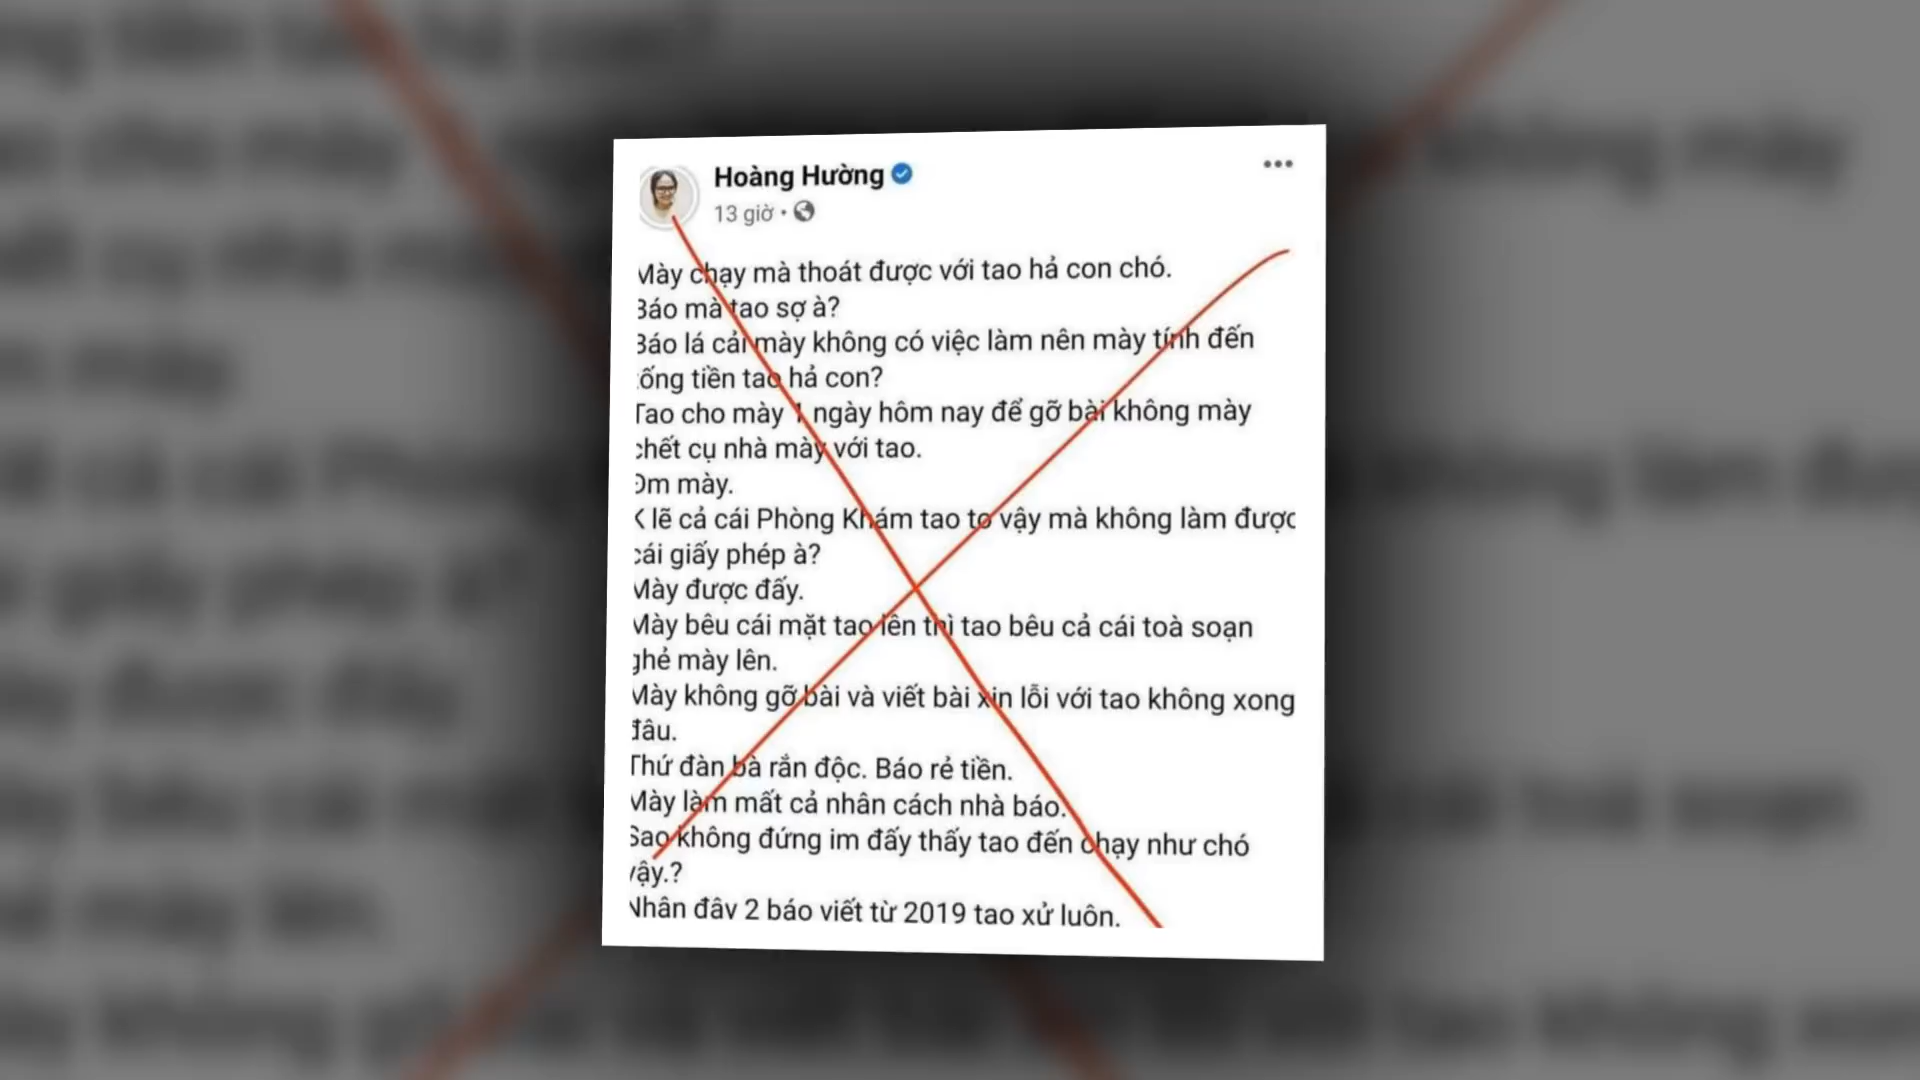 Hoàng Hường
13 giờ ·
Mày chạy mà thoát được với tao hả con chó.
Báo mà tao sợ à?
Báo lá cải mày không có việc làm nên mày tính đến
tống tiền tao hả con?
Tao cho mày 1 ngày hôm nay để gỡ bài không mày
chết cụ nhà mày với tao.
Đm mày.
K lẽ cả cái Phòng Khám tao to vậy mà không làm được
cái giấy phép à?
Mày được đấy.
Mày bêu cái mặt tao lên thì tao bêu cả cái toà soạn
ghẻ mày lên.
Mày không gỡ bài và viết bài xin lỗi với tao không xong
đâu.
Thứ đàn bà rắn độc. Báo rẻ tiền.
Mày làm mất cả nhân cách nhà báo.
Sao không đứng im đấy thấy tao đến chạy như chó
vậy.?
Nhân đây 2 báo viết từ 2019 tao xử luôn.